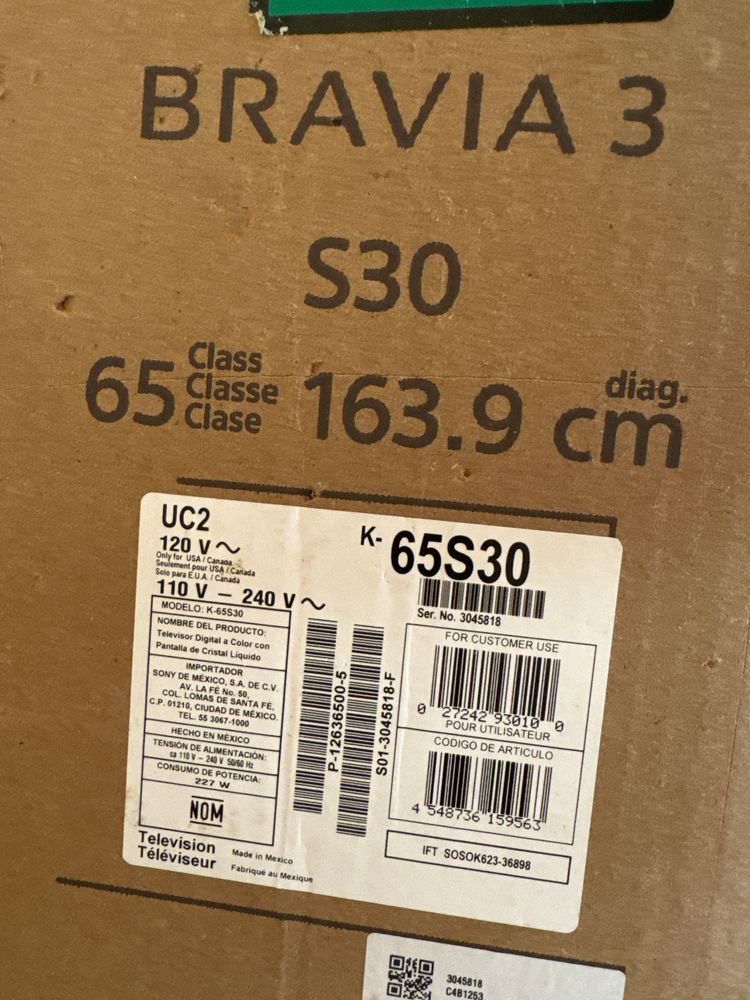 BRAVIA 3
S30
65 Class
Classe
Clase
163.9 cm
diag.
UC2
120 V ~
Only for USA / Canada
Seulement pour USA / Canada
Solo para E.U.A. / Canada
110 V – 240 V ~
K- 65S30
Ser. No. 3045818
MODELO: K-65S30
NOMBRE DEL PRODUCTO:
Televisor Digital a Color con
Pantalla de Cristal Líquido
IMPORTADOR
SONY DE MÉXICO, S.A. DE C.V.
AV. LA FÉ No. 50,
COL. LOMAS DE SANTA FÉ,
C.P. 01210, CIUDAD DE MÉXICO.
TEL. 55 3067-1000
HECHO EN MÉXICO
TENSIÓN DE ALIMENTACIÓN:
ca 110 V – 240 V 50/60 Hz
CONSUMO DE POTENCIA:
227 W
NOM
Television
Téléviseur
Made in Mexico
Fabriqué au Mexique
P-12636500-5
S01-3045818-F
FOR CUSTOMER USE
0 27242 93010 0
POUR UTILISATEUR
CODIGO DE ARTICULO
4 548736 159563
IFT SOSOK623-36898
3045818
C4B1253